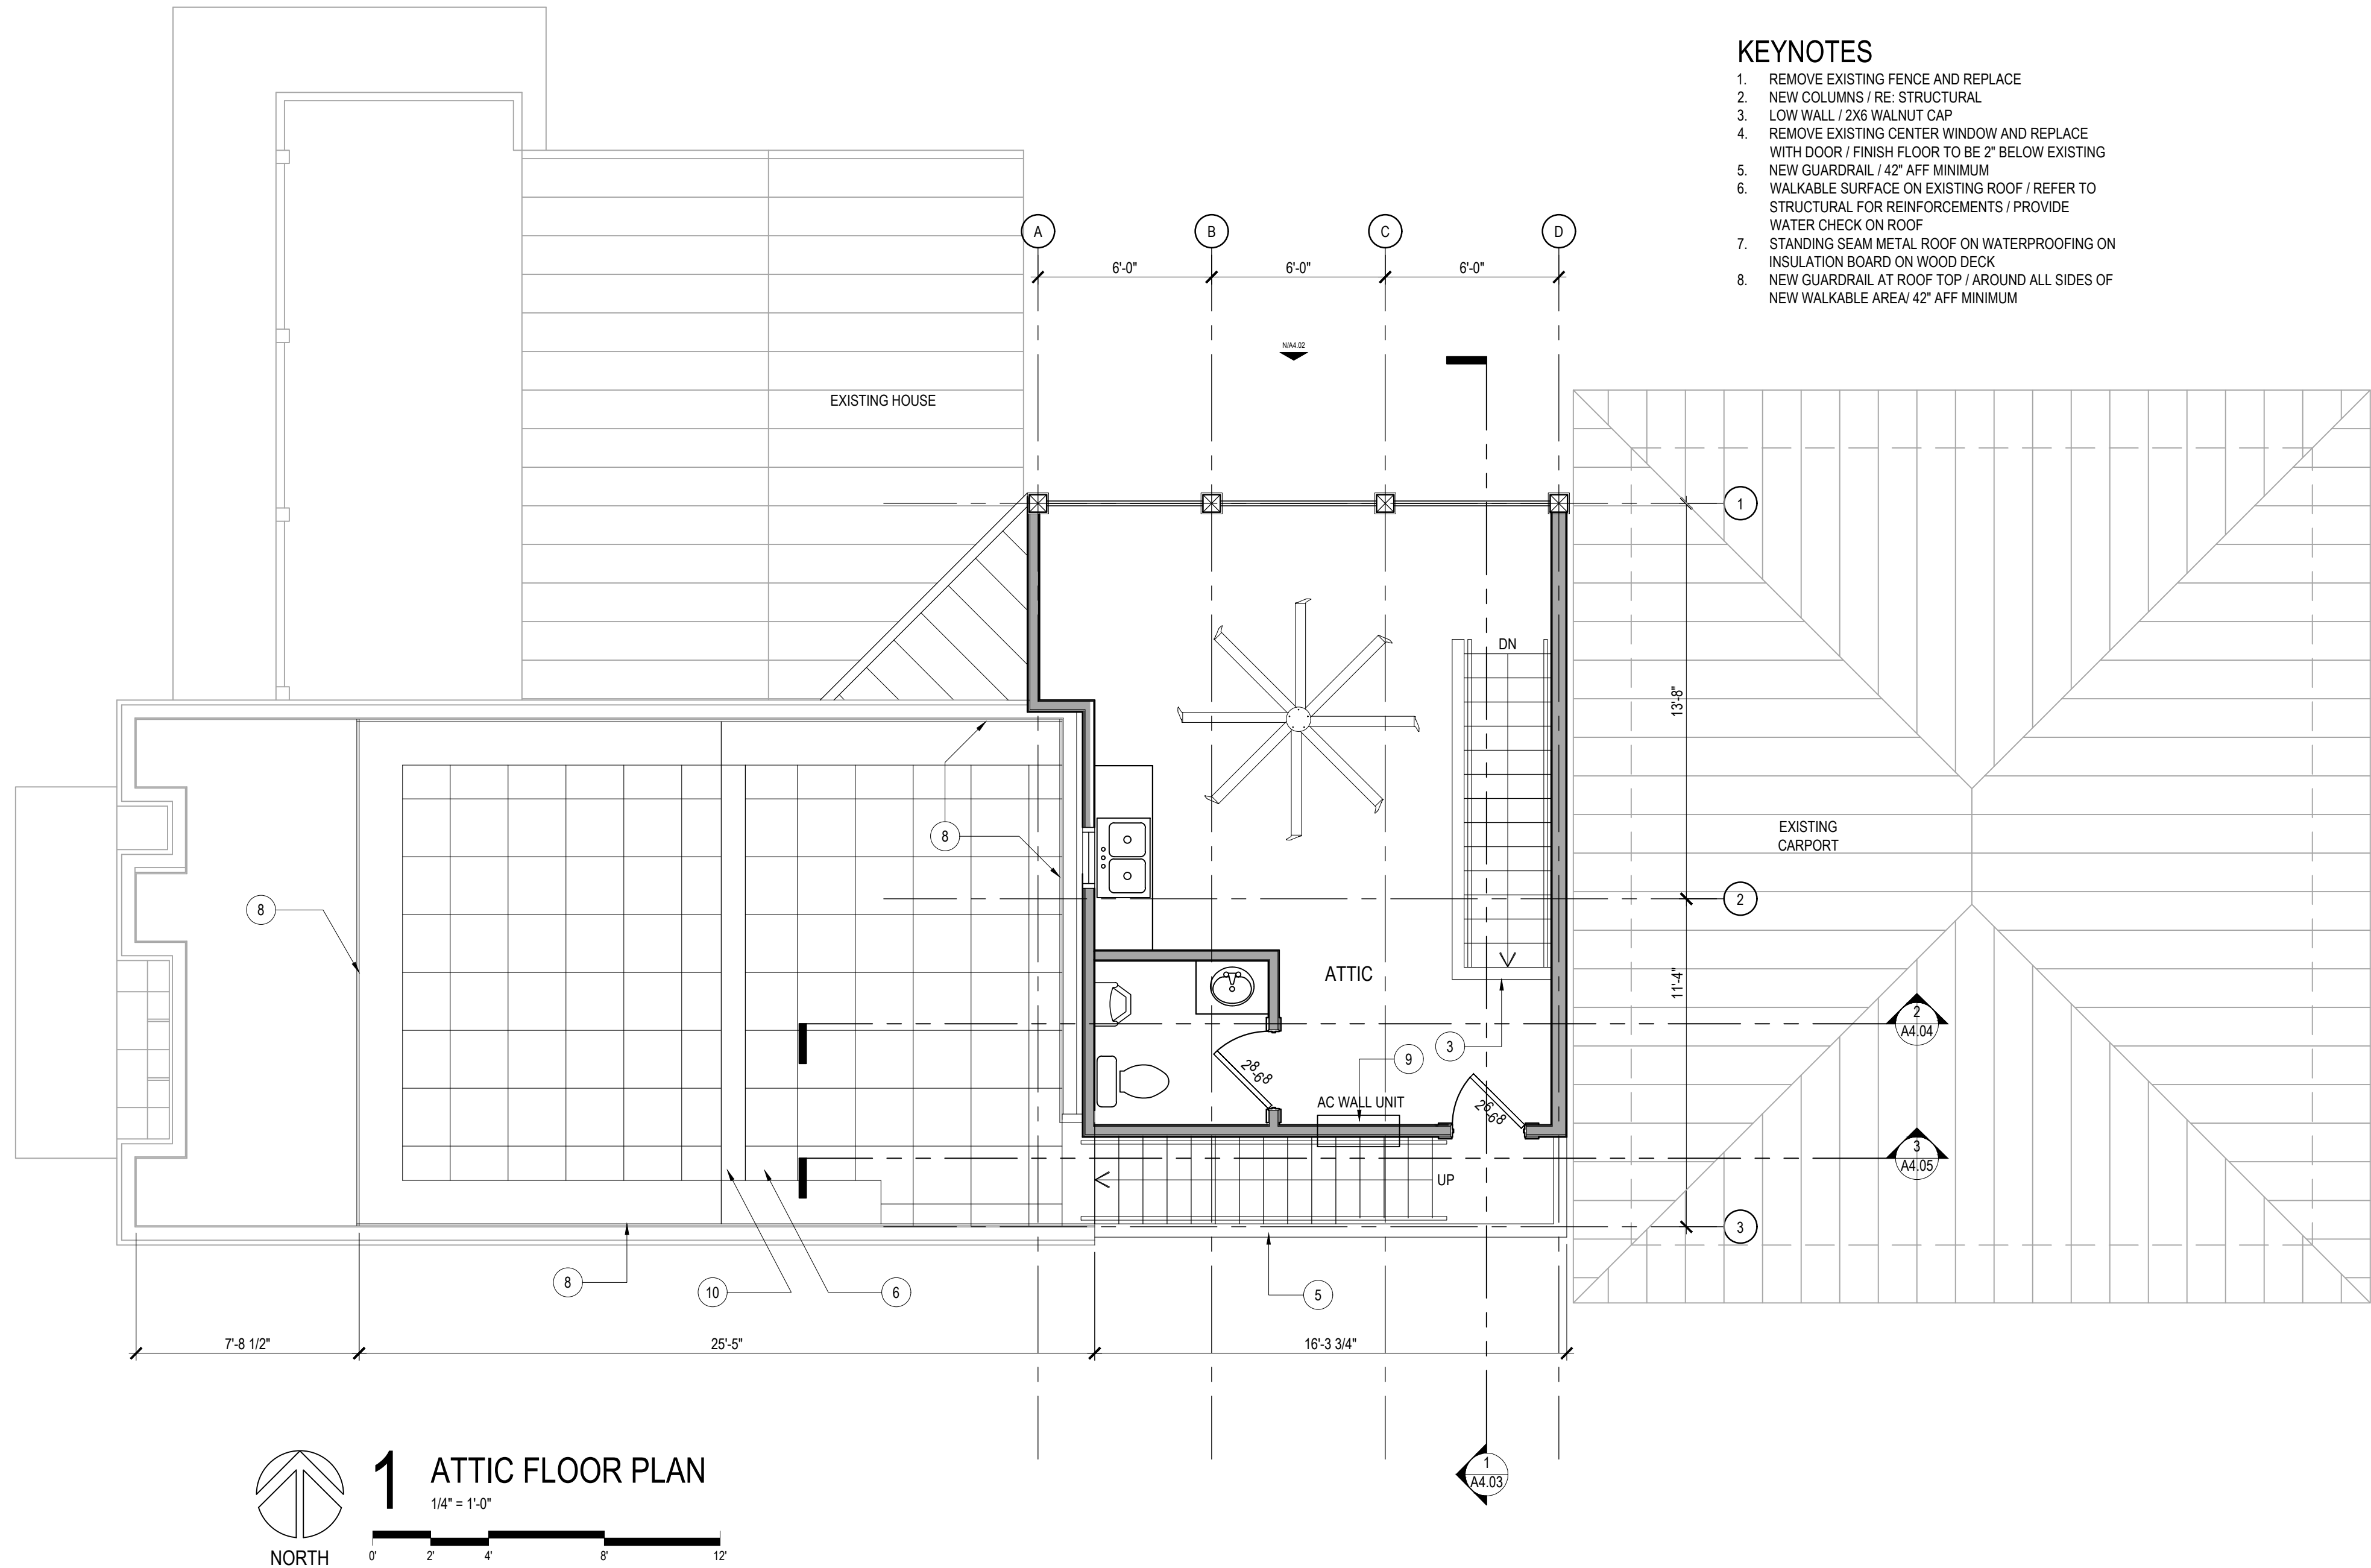 KEYNOTES
1. REMOVE EXISTING FENCE AND REPLACE
2. NEW COLUMNS / RE: STRUCTURAL
3. LOW WALL / 2X6 WALNUT CAP
4. REMOVE EXISTING CENTER WINDOW AND REPLACE
WITH DOOR / FINISH FLOOR TO BE 2" BELOW EXISTING
5. NEW GUARDRAIL / 42" AFF MINIMUM
6. WALKABLE SURFACE ON EXISTING ROOF / REFER TO
STRUCTURAL FOR REINFORCEMENTS / PROVIDE
WATER CHECK ON ROOF
7. STANDING SEAM METAL ROOF ON WATERPROOFING ON
INSULATION BOARD ON WOOD DECK
8. NEW GUARDRAIL AT ROOF TOP / AROUND ALL SIDES OF
NEW WALKABLE AREA/ 42" AFF MINIMUM
A B C D
6'-0" 6'-0" 6'-0"
N/A4.02
EXISTING HOUSE
1
DN
13'-8"
EXISTING
CARPORT
8
2
8
ATTIC
11'-4"
2
A4.04
3
9
28-68
26-68
AC WALL UNIT
3
A4.05
UP
3
8
10
6
5
7'-8 1/2" 25'-5" 16'-3 3/4"
1
A4.03
1 ATTIC FLOOR PLAN
1/4" = 1'-0"
NORTH
0' 2' 4' 8' 12'